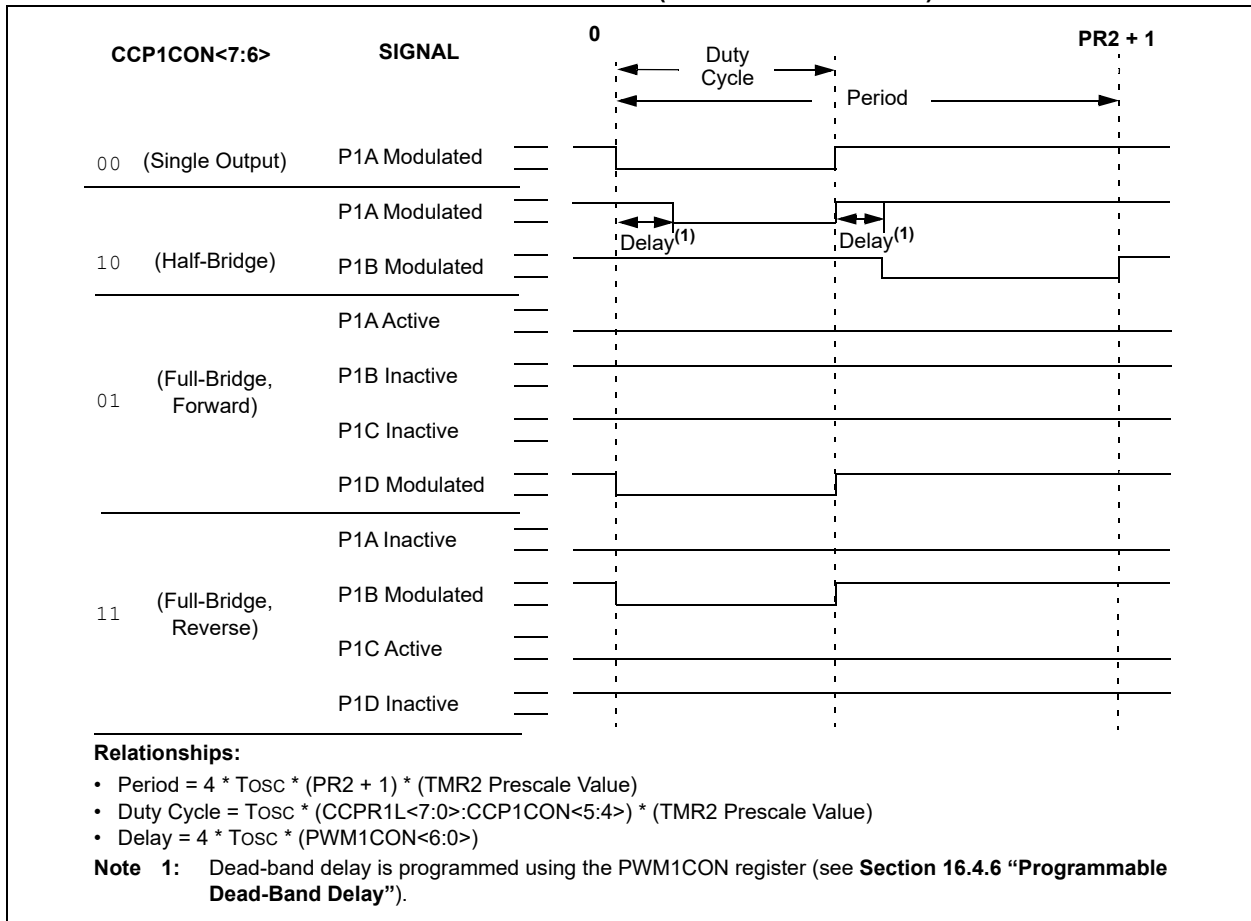 0
PR2 + 1
CCP1CON<7:6>
SIGNAL
Duty
Cycle
Period
00
(Single Output)
P1A Modulated
P1A Modulated
Delay(1)
Delay(1)
10
(Half-Bridge)
P1B Modulated
P1A Active
(Full-Bridge,
Forward)
01
P1B Inactive
P1C Inactive
P1D Modulated
P1A Inactive
(Full-Bridge,
Reverse)
11
P1B Modulated
P1C Active
P1D Inactive
Relationships:
• Period = 4 * TOSC * (PR2 + 1) * (TMR2 Prescale Value)
• Duty Cycle = TOSC * (CCPR1L<7:0>:CCP1CON<5:4>) * (TMR2 Prescale Value)
• Delay = 4 * TOSC * (PWM1CON<6:0>)
Note 1: Dead-band delay is programmed using the PWM1CON register (see Section 16.4.6 “Programmable
Dead-Band Delay”).